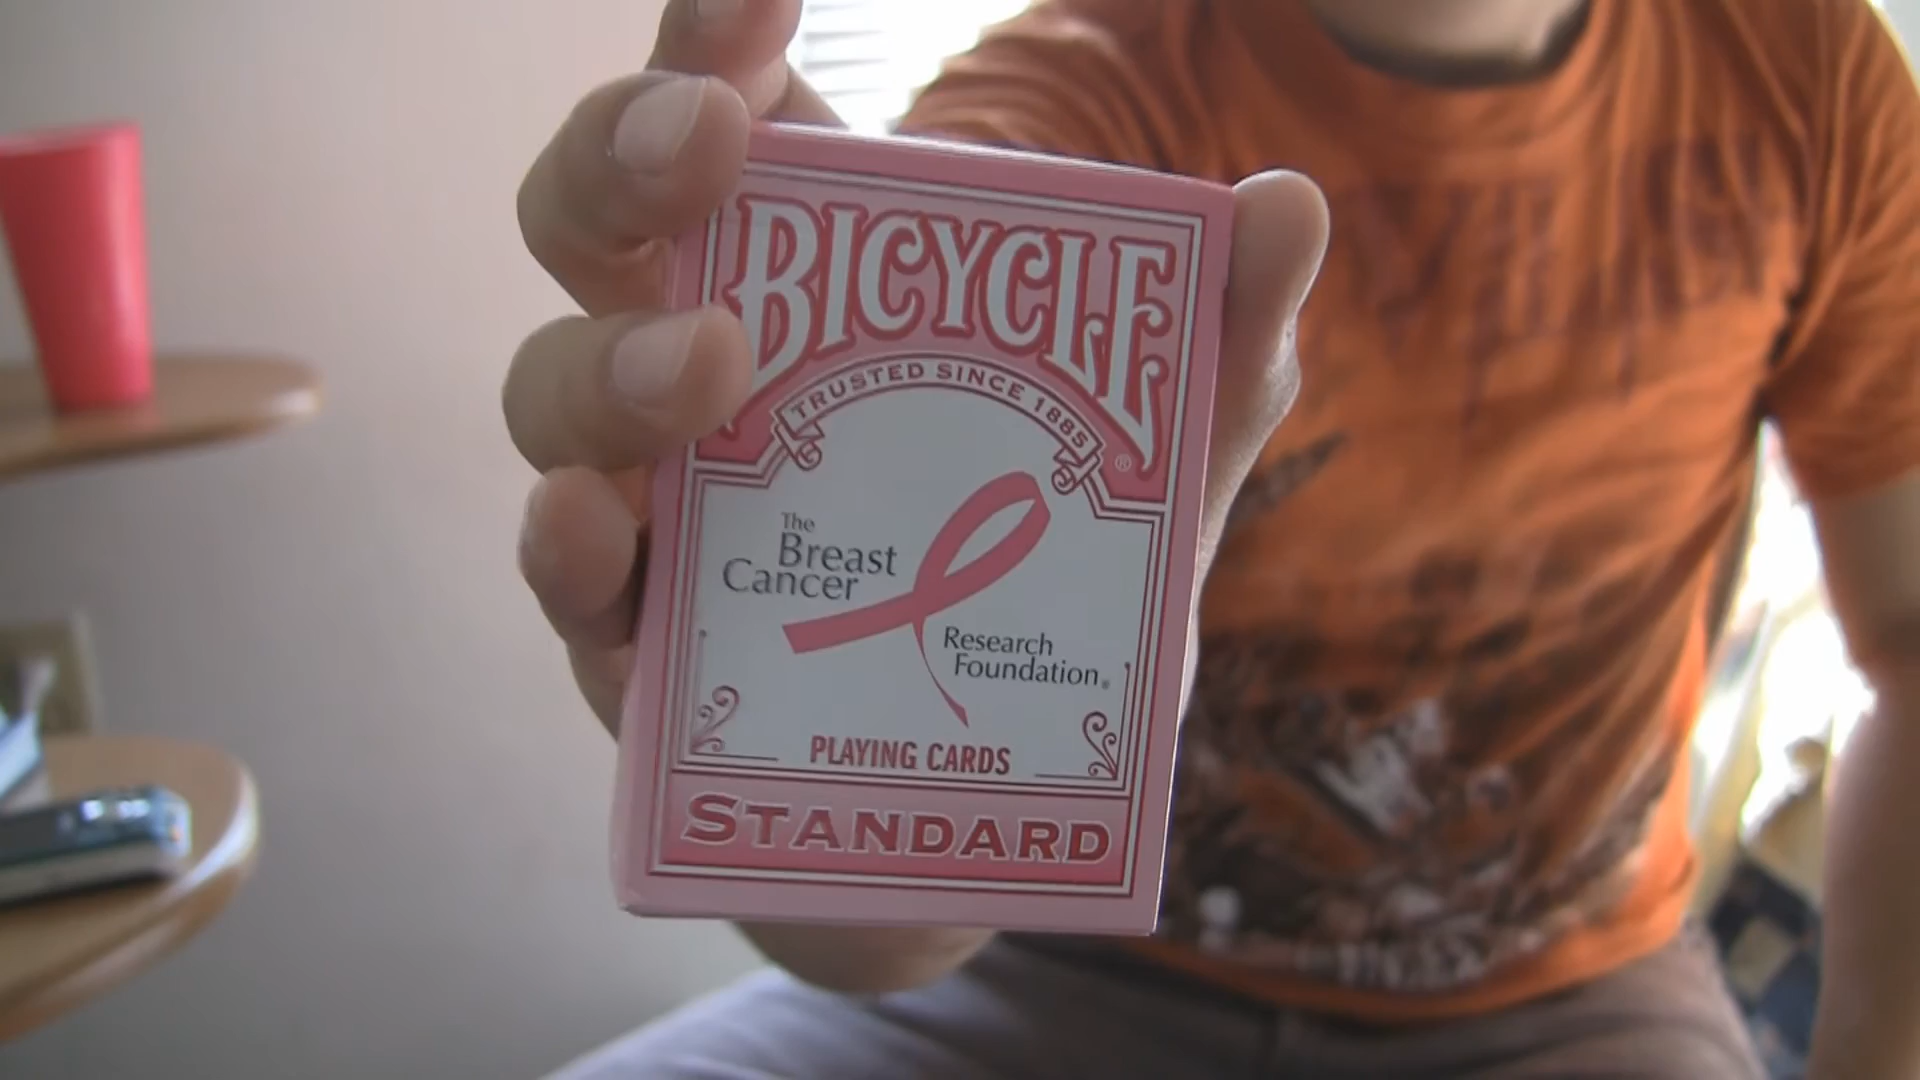 BICYCLE
®
TRUSTED SINCE 1885
The
Breast
Cancer
Research
Foundation®
PLAYING CARDS
STANDARD